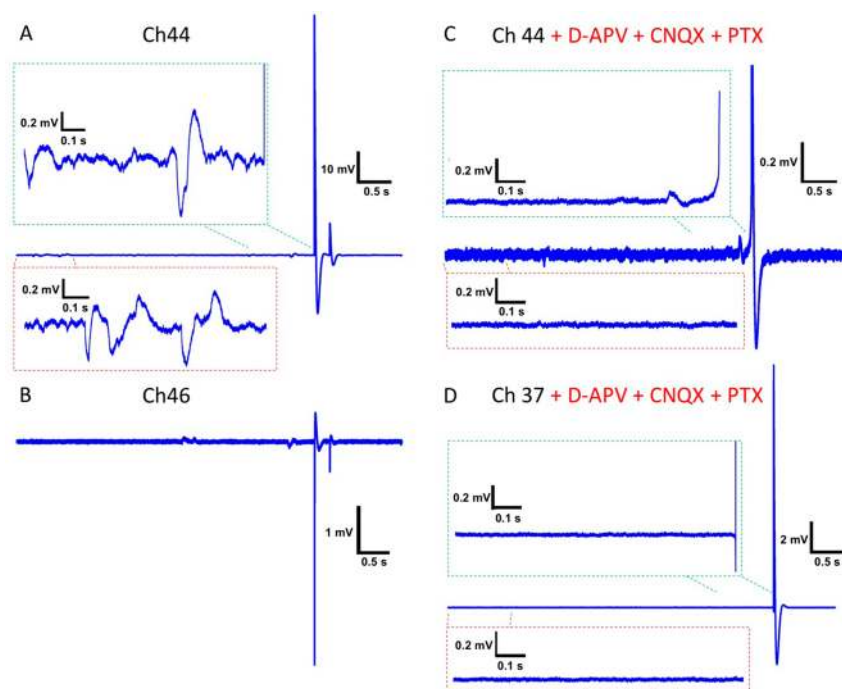 A
Ch44
0.2 mV
0.1 s
10 mV
0.5 s
0.2 mV
0.1 s
B
Ch46
1 mV
0.5 s
C
Ch 44 + D-APV + CNQX + PTX
0.2 mV
0.1 s
0.2 mV
0.5 s
0.2 mV
0.1 s
D
Ch 37 + D-APV + CNQX + PTX
0.2 mV
0.1 s
2 mV
0.5 s
0.2 mV
0.1 s